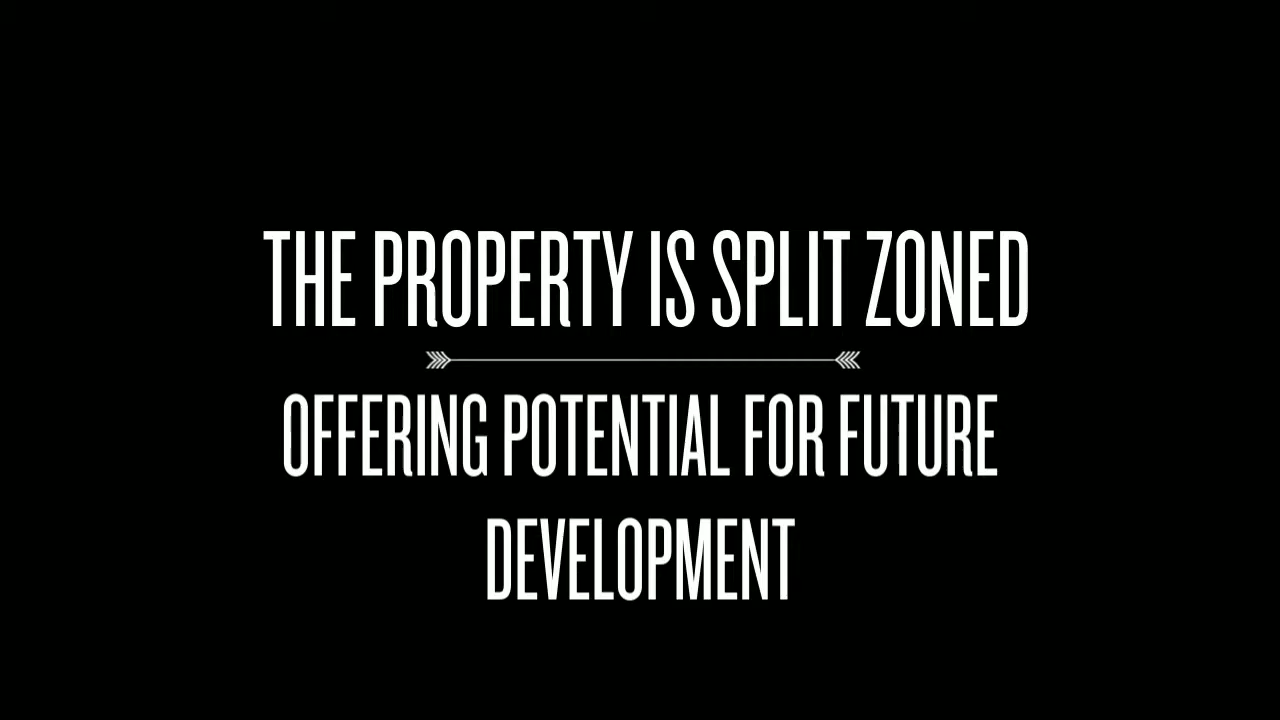 THE PROPERTY IS SPLIT ZONED
OFFERING POTENTIAL FOR FUTURE
DEVELOPMENT